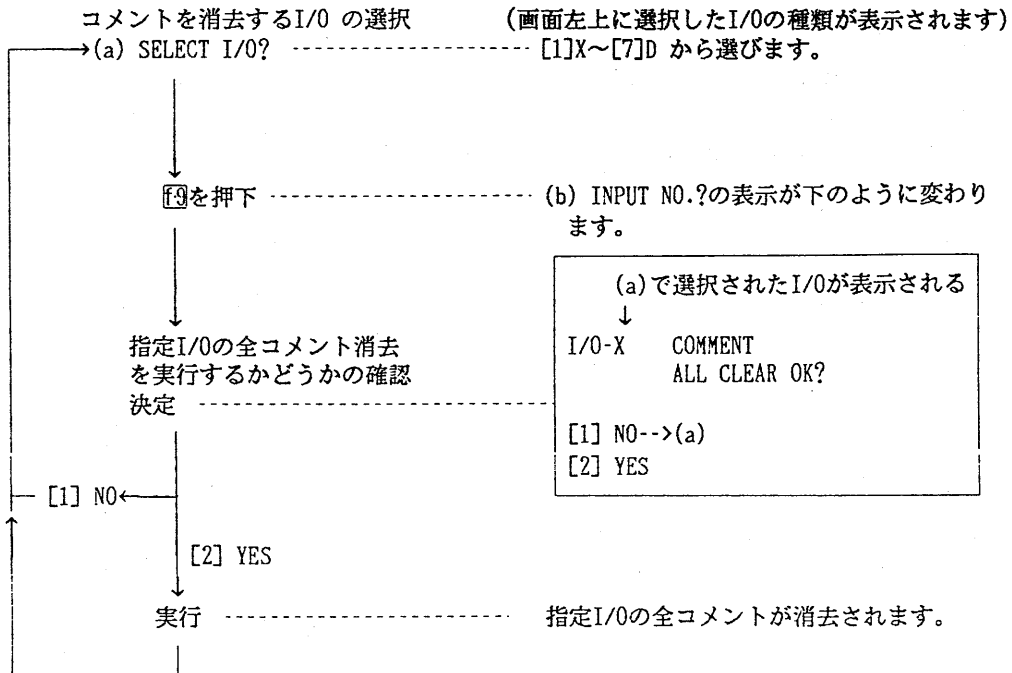 コメントを消去するI/O の選択 (画面左上に選択したI/Oの種類が表示されます)
(a) SELECT I/O? [1]X〜[7]D から選びます。
f･9を押下 (b) INPUT NO.?の表示が下のように変わり
ます。
(a)で選択されたI/Oが表示される
↓
指定I/Oの全コメント消去
を実行するかどうかの確認
決定
I/O-X COMMENT
ALL CLEAR OK?
[1] NO-->(a)
[2] YES
[1] NO
[2] YES
実行 指定I/Oの全コメントが消去されます。